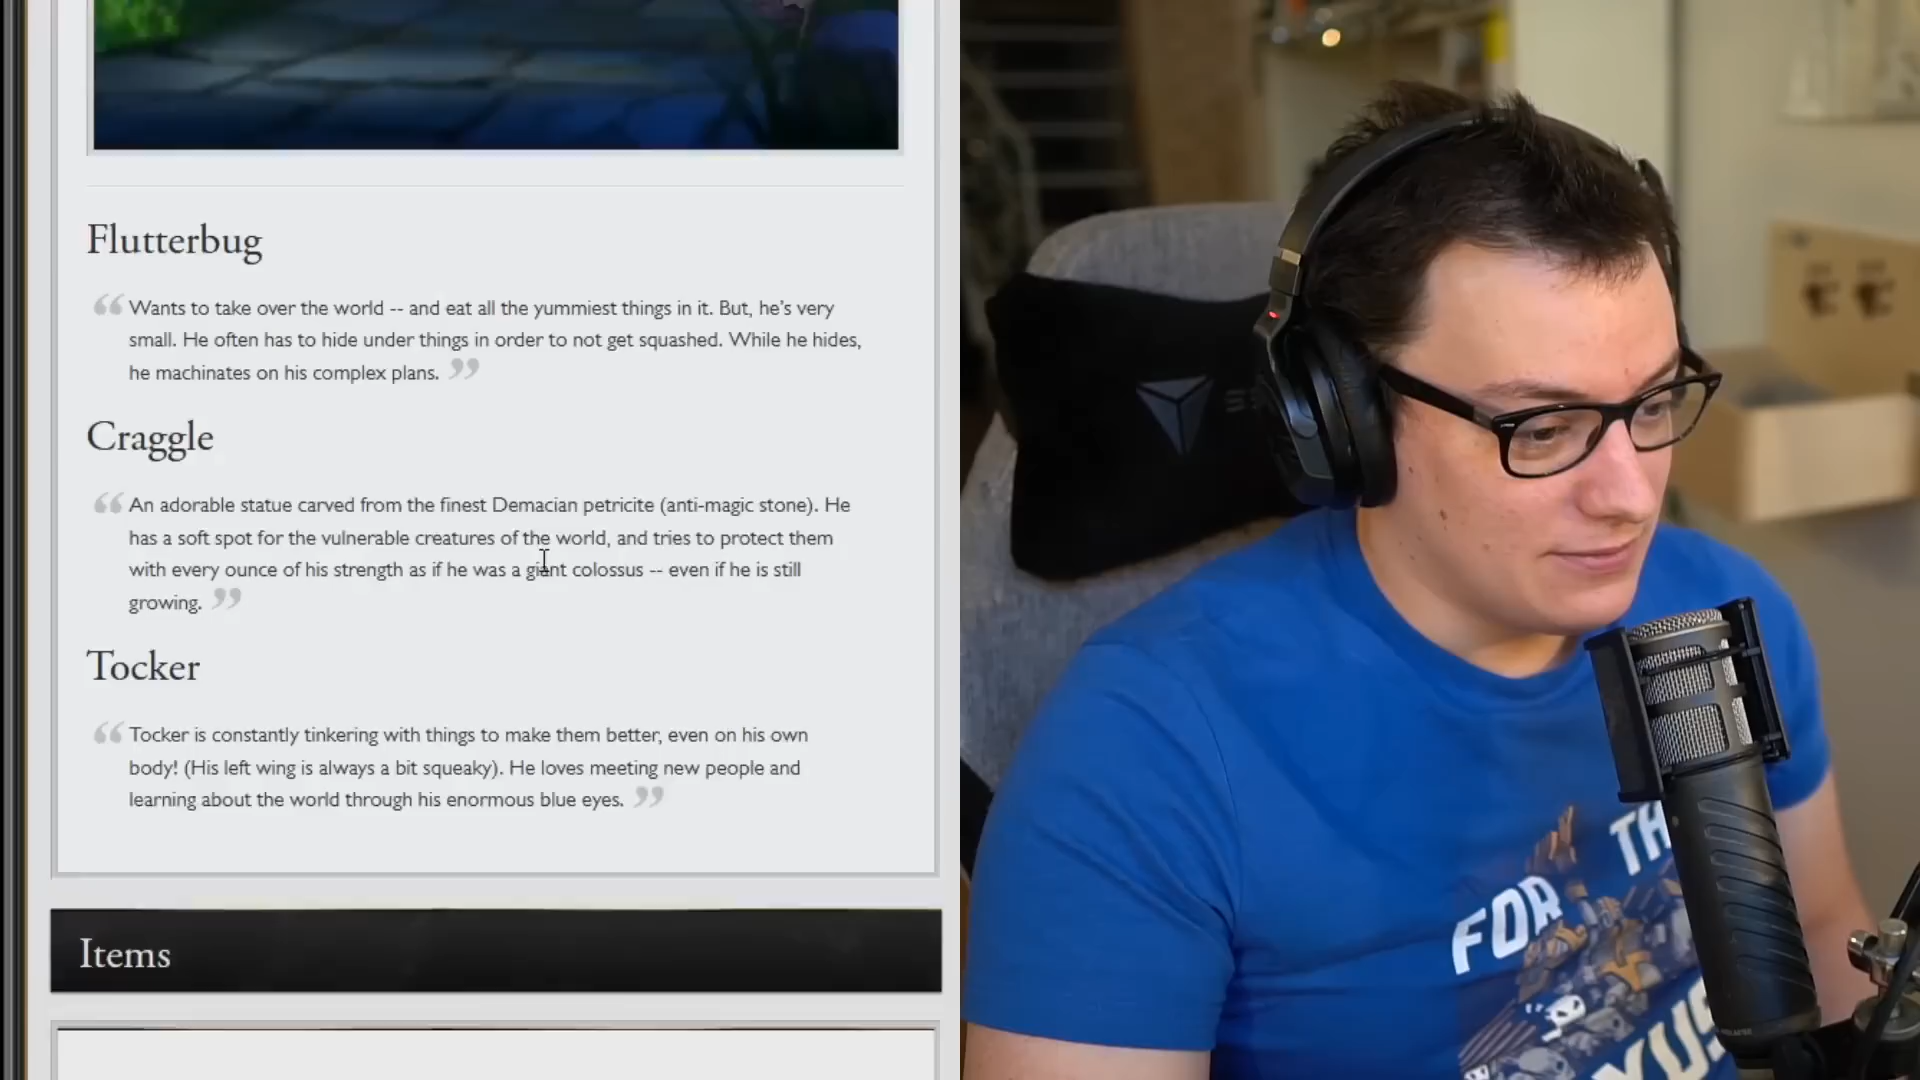 Flutterbug
Wants to take over the world -- and eat all the yummiest things in it. But, he's very
small. He often has to hide under things in order to not get squashed. While he hides,
he machinates on his complex plans.
Craggle
An adorable statue carved from the finest Demacian petricite (anti-magic stone). He
has a soft spot for the vulnerable creatures of the world, and tries to protect them
with every ounce of his strength as if he was a giant colossus -- even if he is still
growing.
Tocker
Tocker is constantly tinkering with things to make them better, even on his own
body! (His left wing is always a bit squeaky). He loves meeting new people and
learning about the world through his enormous blue eyes.
Items
FOR